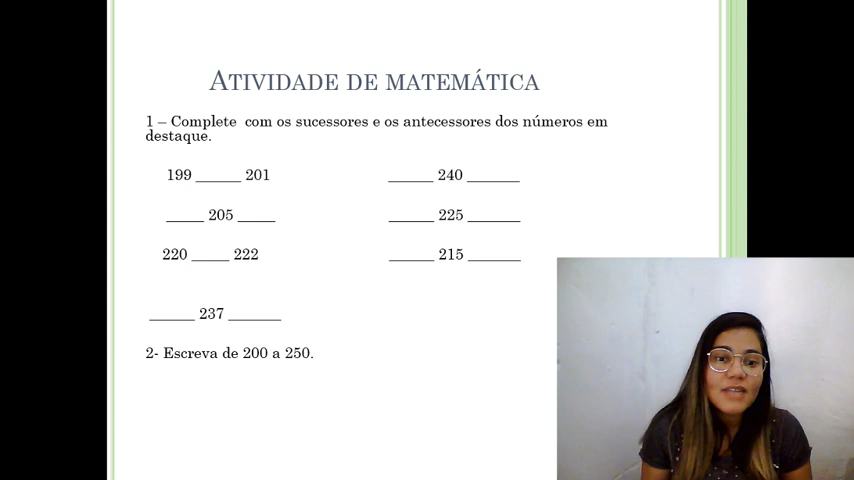 ATIVIDADE DE MATEMÁTICA
1 – Complete com os sucessores e os antecessores dos números em
destaque.
199 ______ 201 ______ 240 _______
_____ 205 _____ ______ 225 _______
220 _____ 222 ______ 215 _______
______ 237 _______
2- Escreva de 200 a 250.